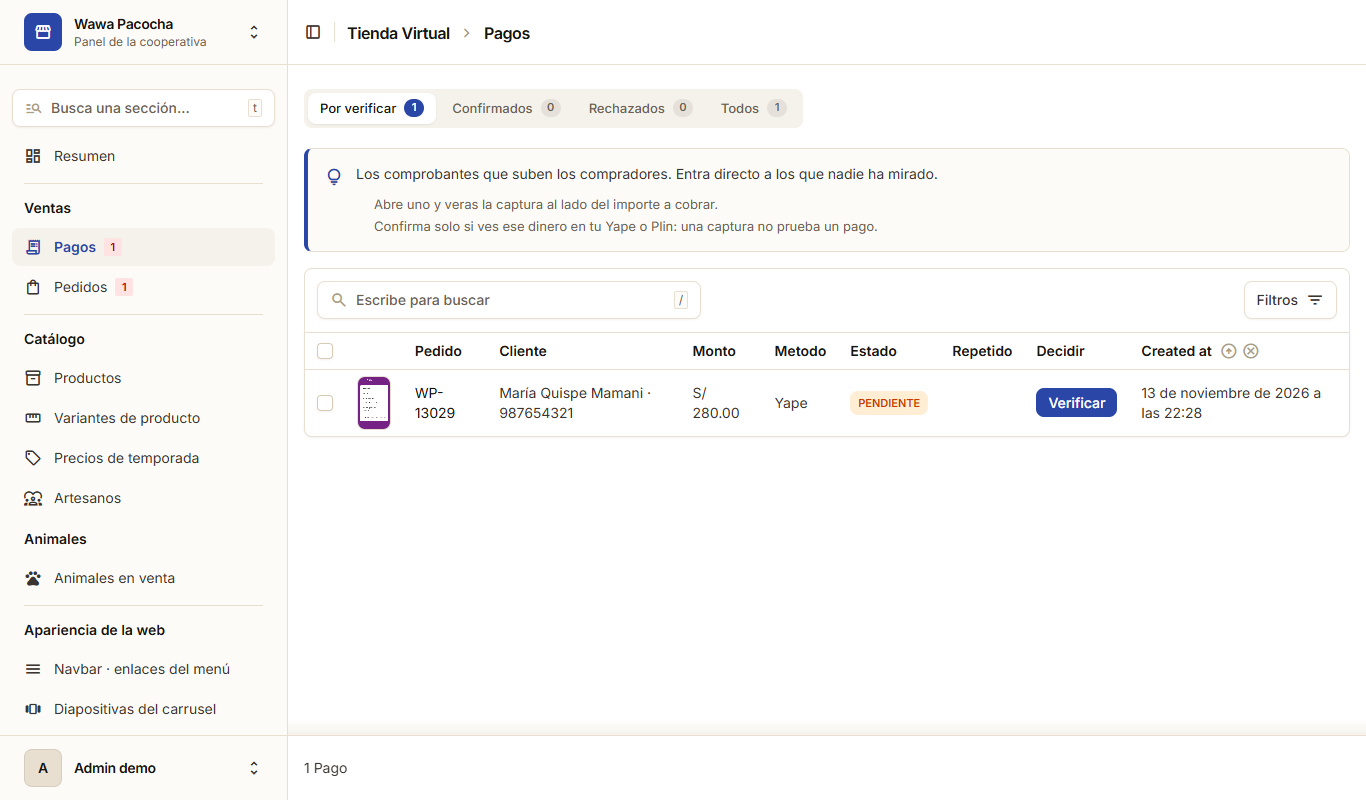 Wawa Pacocha
Panel de la cooperativa
Tienda Virtual > Pagos
Busca una sección... t
Resumen
Ventas
Pagos 1
Pedidos 1
Catálogo
Productos
Variantes de producto
Precios de temporada
Artesanos
Animales
Animales en venta
Apariencia de la web
Navbar · enlaces del menú
Diapositivas del carrusel
A Admin demo
Por verificar 1 Confirmados 0 Rechazados 0 Todos 1
Los comprobantes que suben los compradores. Entra directo a los que nadie ha mirado.
Abre uno y veras la captura al lado del importe a cobrar.
Confirma solo si ves ese dinero en tu Yape o Plin: una captura no prueba un pago.
Escribe para buscar /
Filtros
Pedido Cliente Monto Metodo Estado Repetido Decidir Created at
WP-13029 María Quispe Mamani · 987654321 S/ 280.00 Yape PENDIENTE Verificar 13 de noviembre de 2026 a las 22:28
1 Pago